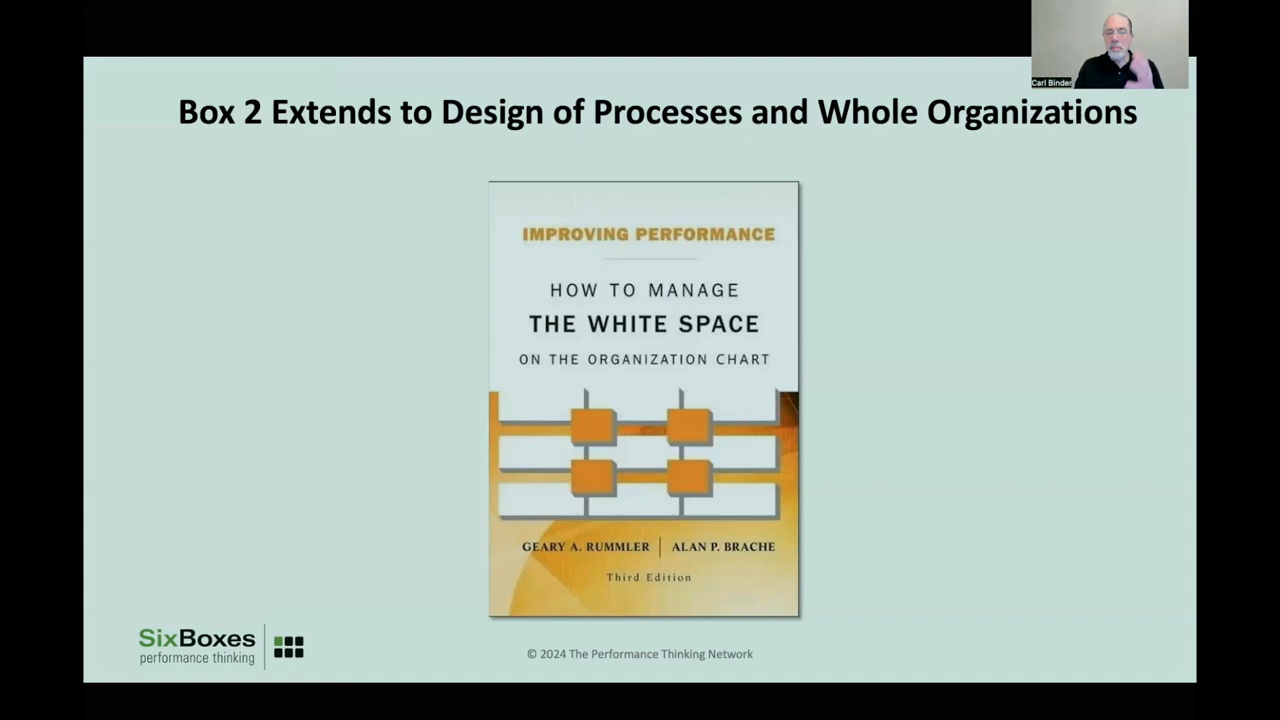 Carl Binder
Box 2 Extends to Design of Processes and Whole Organizations
IMPROVING PERFORMANCE
HOW TO MANAGE
THE WHITE SPACE
ON THE ORGANIZATION CHART
GEARY A. RUMMLER | ALAN P. BRACHE
Third Edition
SixBoxes
performance thinking
© 2024 The Performance Thinking Network